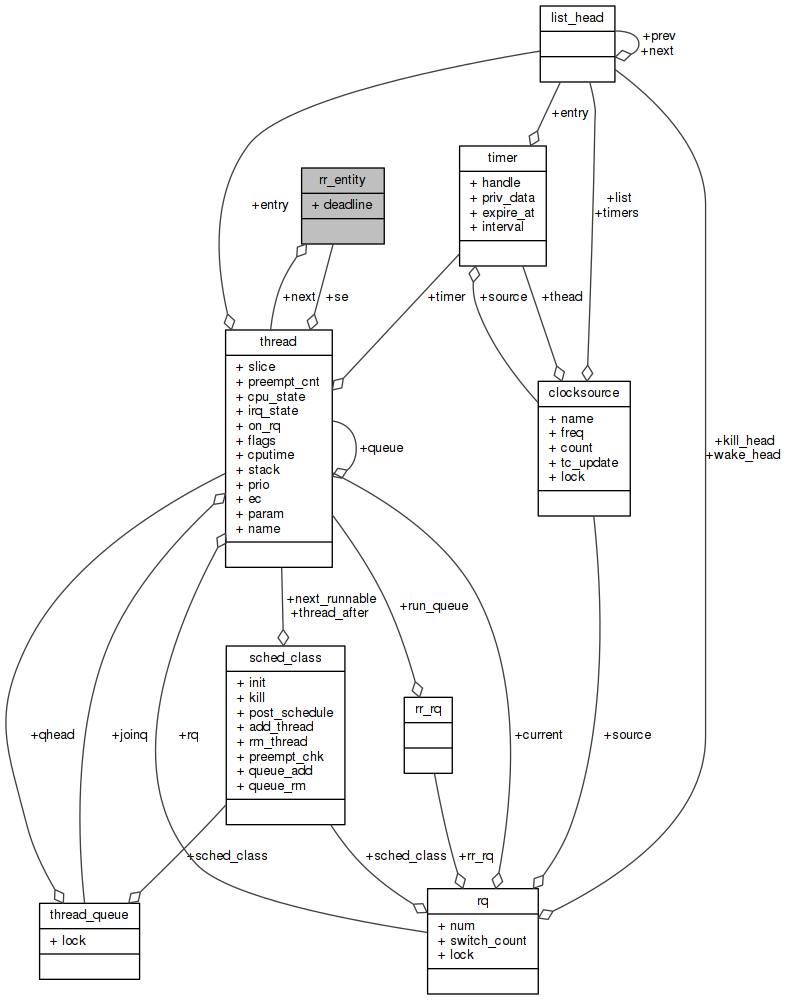 list_head
+prev
+next
+entry
timer
+ handle
+ priv_data
+ expire_at
+ interval
rr_entity
+ deadline
+entry
+list
+timers
+next
+se
+timer
+source
+thead
thread
+ slice
+ preempt_cnt
+ cpu_state
+ irq_state
+ on_rq
+ flags
+ cputime
+ stack
+ prio
+ ec
+ param
+ name
+queue
clocksource
+ name
+ freq
+ count
+ tc_update
+ lock
+kill_head
+wake_head
+next_runnable
+thread_after
+run_queue
sched_class
+ init
+ kill
+ post_schedule
+ add_thread
+ rm_thread
+ preempt_chk
+ queue_add
+ queue_rm
rr_rq
+qhead
+joinq
+rq
+current
+source
+sched_class
+sched_class
+rr_rq
thread_queue
+ lock
rq
+ num
+ switch_count
+ lock